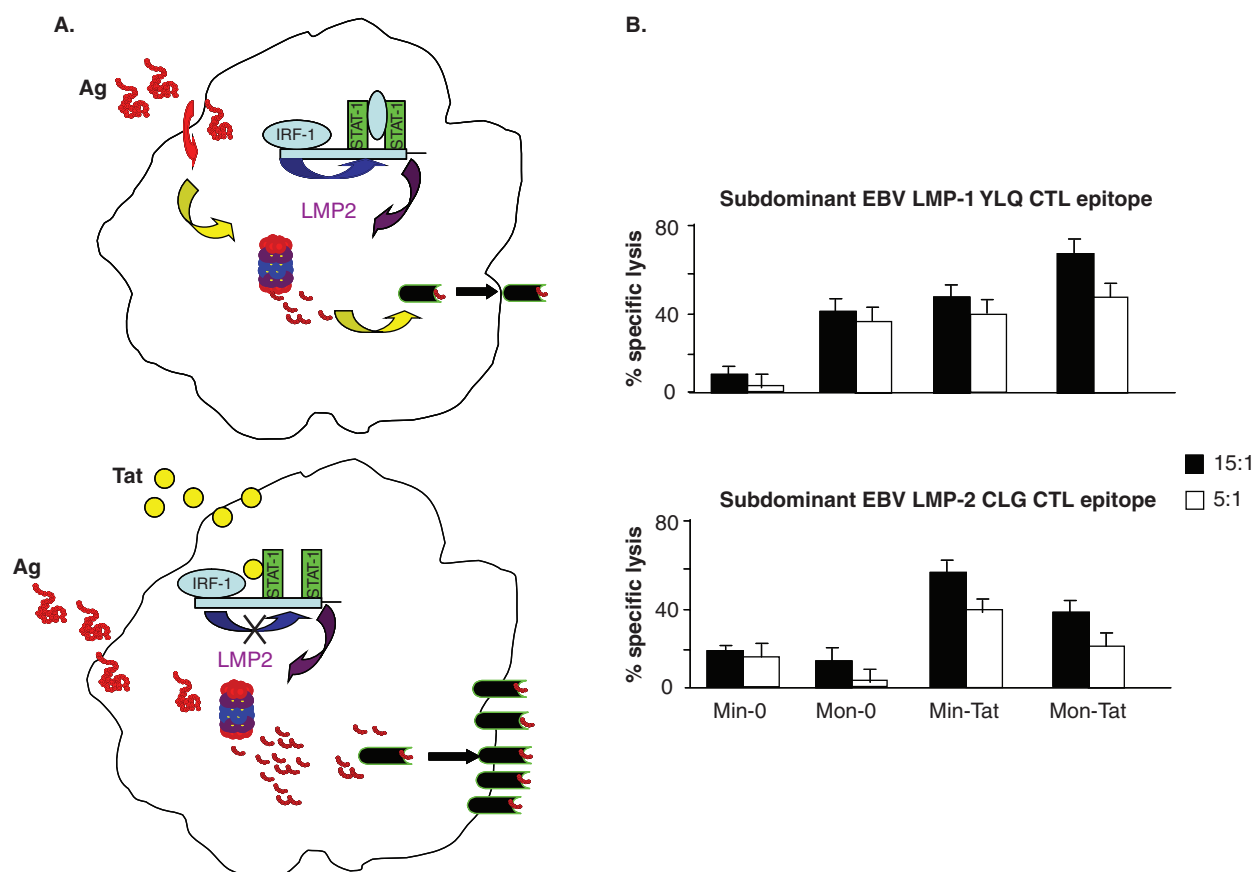 A.
Ag
IRF-1
STAT-1
STAT-1
LMP2
Tat
Ag
IRF-1
STAT-1
STAT-1
LMP2
B.
Subdominant EBV LMP-1 YLQ CTL epitope
% specific lysis
80
40
0
Subdominant EBV LMP-2 CLG CTL epitope
% specific lysis
80
40
0
Min-0 Mon-0 Min-Tat Mon-Tat
15:1
5:1